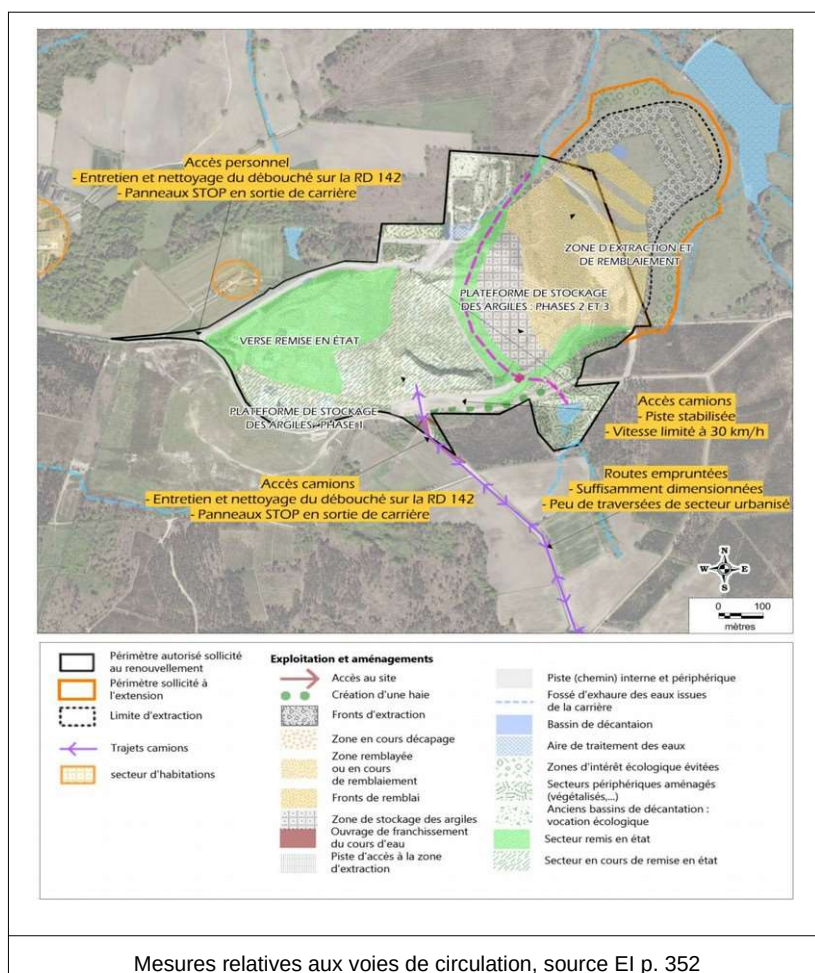 Accès personnel
- Entretien et nettoyage du débouché sur la RD 142
- Panneaux STOP en sortie de carrière
ZONE D'EXTRACTION ET
DE REMBLAIEMENT
PLATEFORME DE STOCKAGE
DES ARGILES : PHASES 2 ET 3
VERSE REMISE EN ÉTAT
PLATEFORME DE STOCKAGE
DES ARGILES : PHASE 1
Accès camions
- Piste stabilisée
- Vitesse limité à 30 km/h
Accès camions
- Entretien et nettoyage du débouché sur la RD 142
- Panneaux STOP en sortie de carrière
Routes empruntées
- Suffisamment dimensionnées
- Peu de traversées de secteur urbanisé
N
W E
S
0 100
mètres
Périmètre autorisé sollicité
au renouvellement
Périmètre sollicité à
l'extension
Limite d'extraction
Trajets camions
secteur d'habitations
Exploitation et aménagements
Accès au site
Création d'une haie
Fronts d'extraction
Zone en cours décapage
Zone remblayée
ou en cours
de remblaiement
Fronts de remblai
Zone de stockage des argiles
Ouvrage de franchissement
du cours d'eau
Piste d'accès à la zone
d'extraction
Piste (chemin) interne et périphérique
Fossé d'exhaure des eaux issues
de la carrière
Bassin de décantaion
Aire de traitement des eaux
Zones d'intérêt écologique évitées
Secteurs périphériques aménagés
(végétalisés,...)
Anciens bassins de décantation :
vocation écologique
Secteur remis en état
Secteur en cours de remise en état
Mesures relatives aux voies de circulation, source EI p. 352